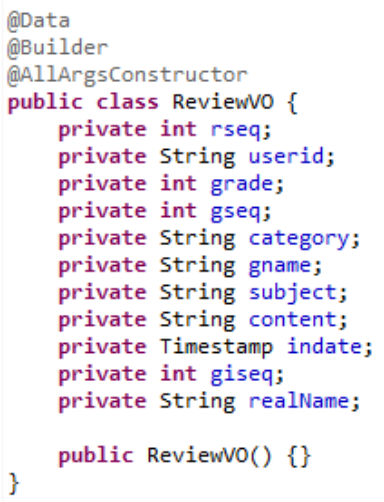 @Data
@Builder
@AllArgsConstructor
public class ReviewVO {
    private int rseq;
    private String userid;
    private int grade;
    private int gseq;
    private String category;
    private String gname;
    private String subject;
    private String content;
    private Timestamp indate;
    private int giseq;
    private String realName;

    public ReviewVO() {}
}